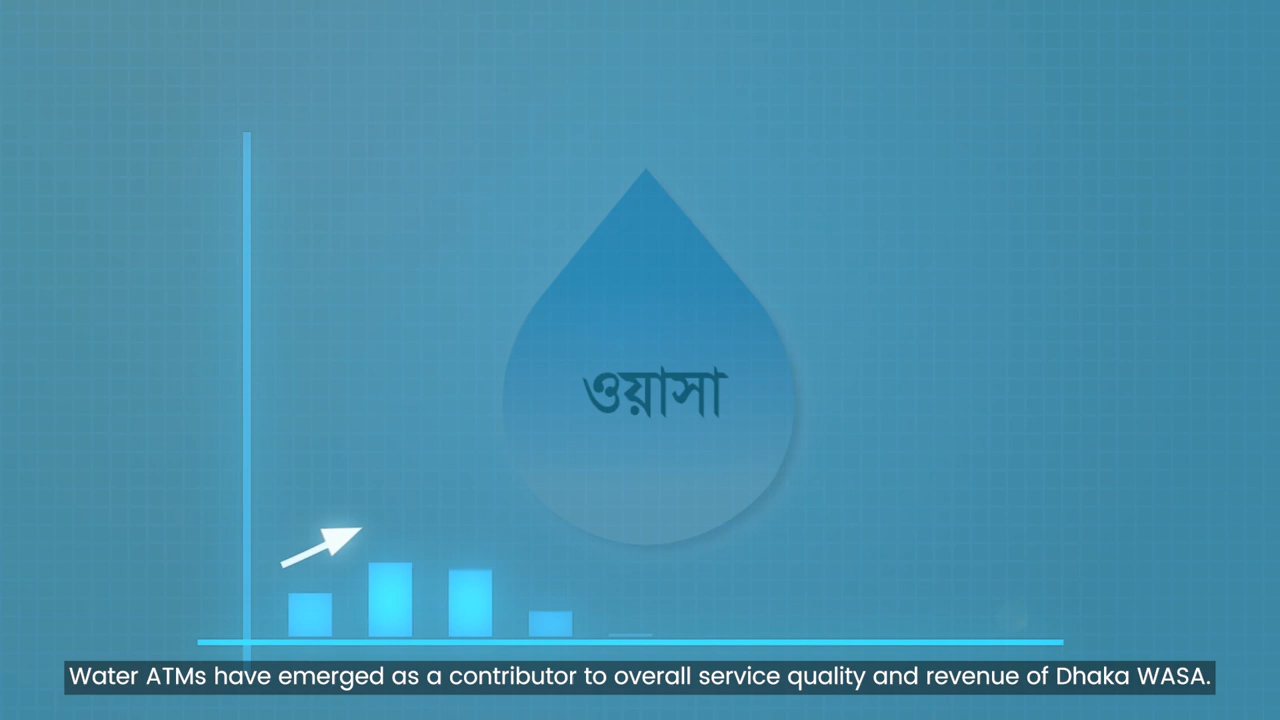 ওয়াসা
Water ATMs have emerged as a contributor to overall service quality and revenue of Dhaka WASA.